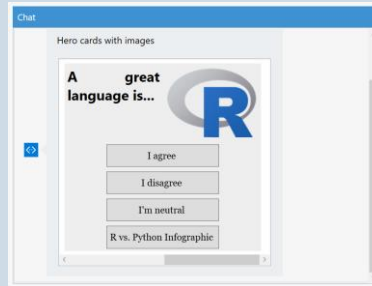 Chat
Hero cards with images
A great
language is...
R
I agree
I disagree
I'm neutral
R vs. Python Infographic